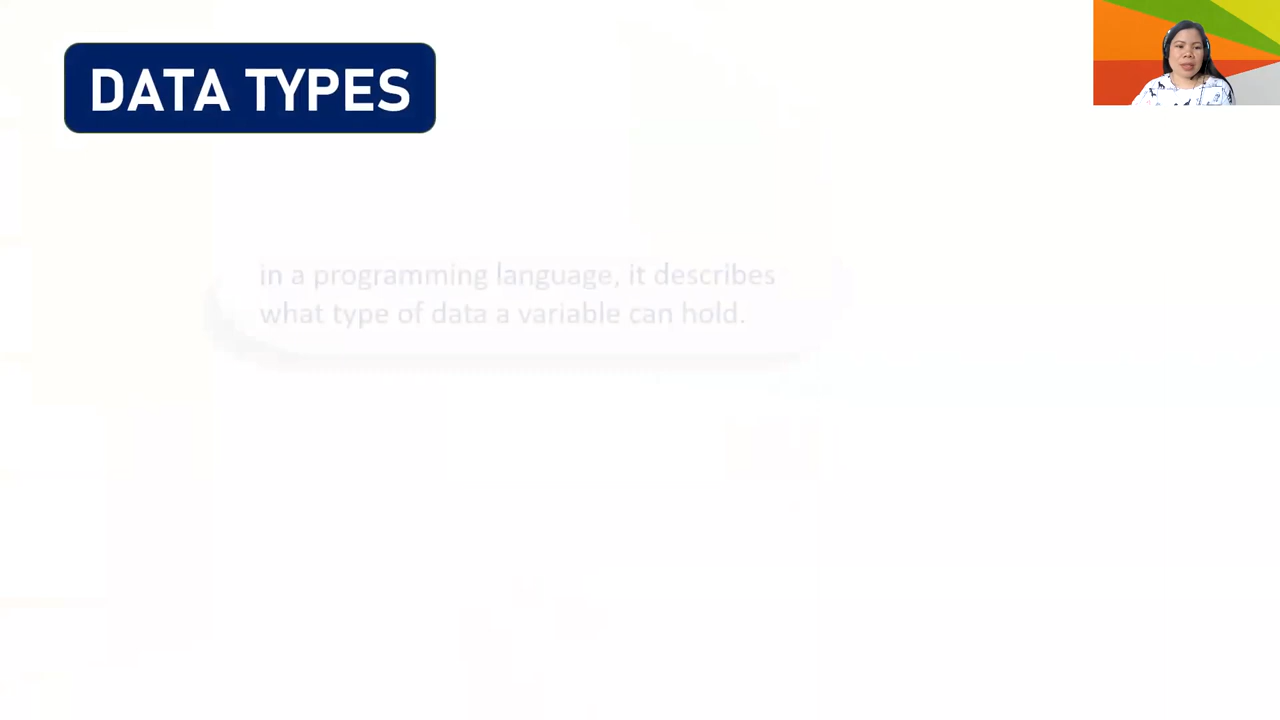 DATA TYPES
in a programming language, it describes
what type of data a variable can hold.